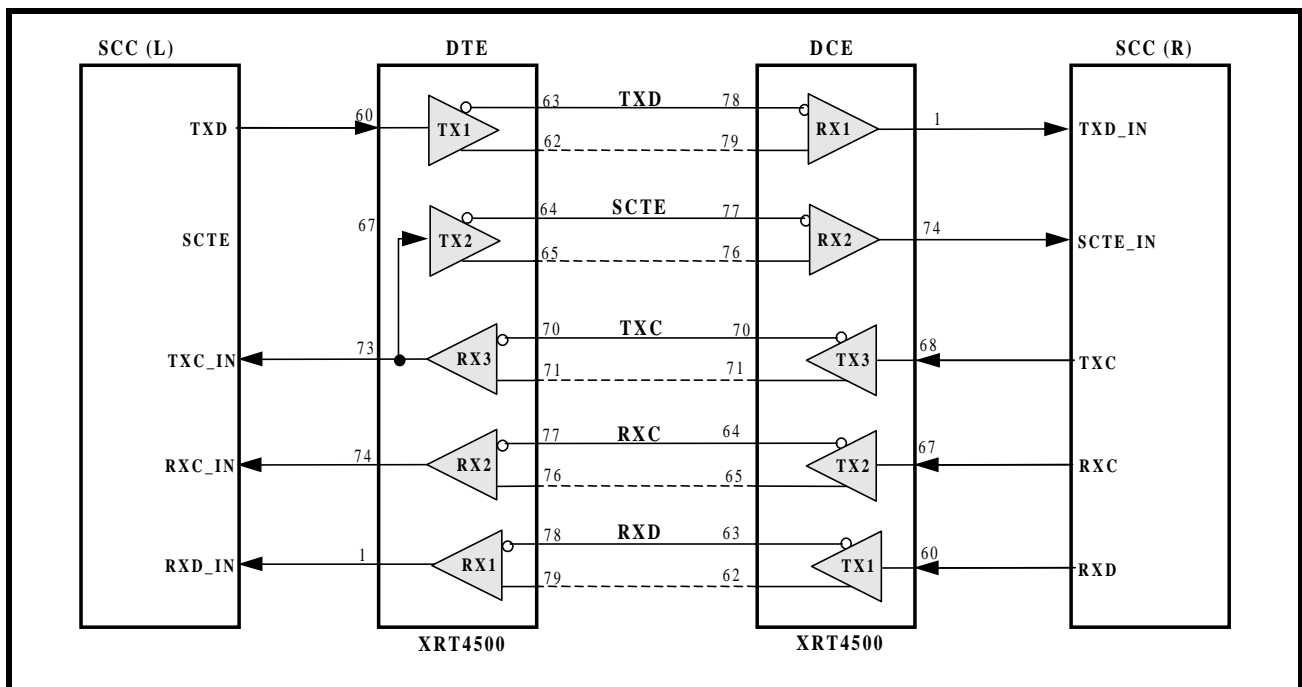 SCC (L) DTE DCE SCC (R)
63 TXD 78
TXD 60 TX1 RX1 1 TXD_IN
62 79
64 SCTE 77
67
SCTE TX2 RX2 74 SCTE_IN
65 76
70 TXC 70
TXC_IN 73 RX3 TX3 68 TXC
71 71
77 RXC 64
RXC_IN 74 RX2 TX2 67 RXC
76 65
78 RXD 63
RXD_IN 1 RX1 TX1 60 RXD
79 62
XRT4500 XRT4500